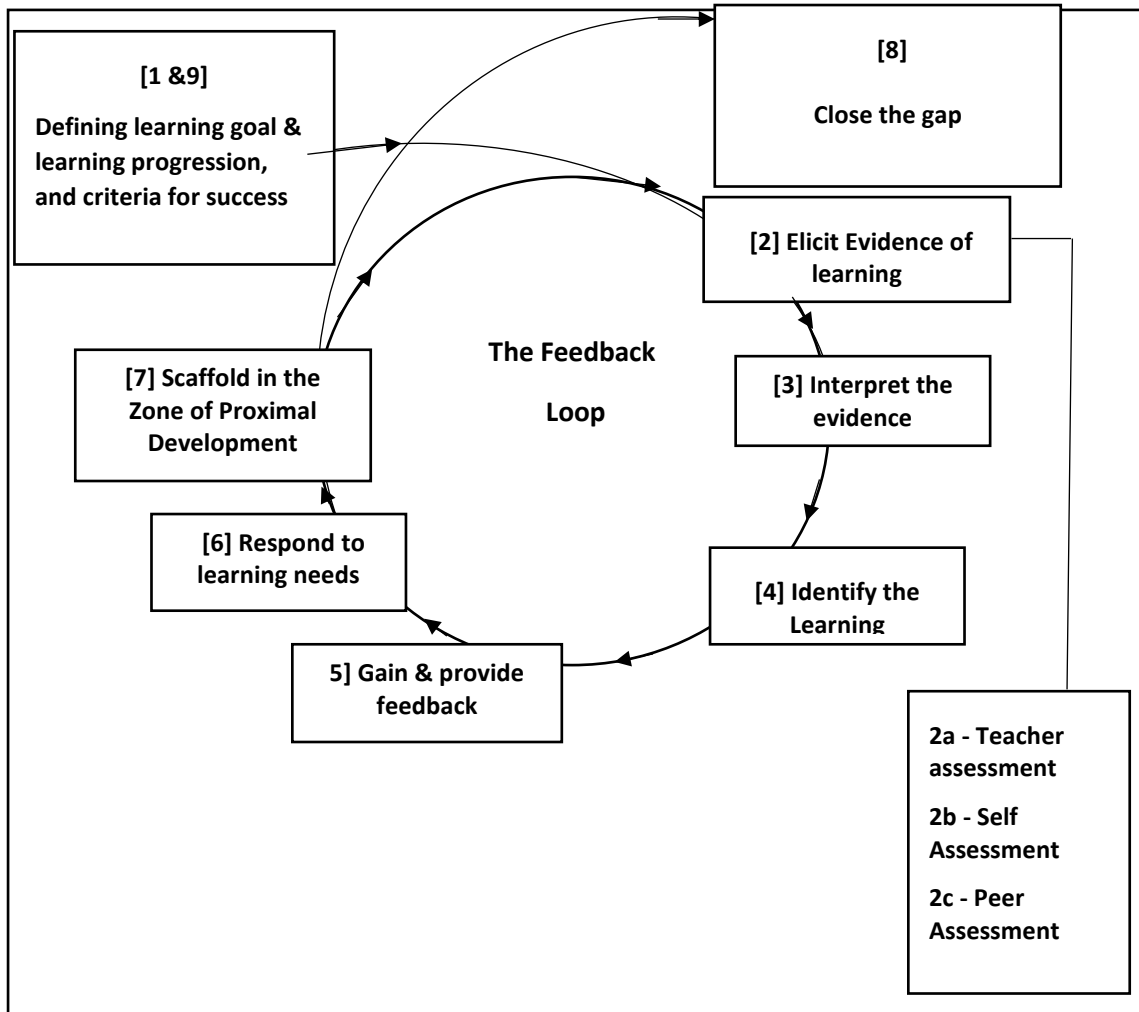 [1 &9]
Defining learning goal &
learning progression,
and criteria for success
[8]
Close the gap
[2] Elicit Evidence of
learning
The Feedback
Loop
[3] Interpret the
evidence
[7] Scaffold in the
Zone of Proximal
Development
[6] Respond to
learning needs
[4] Identify the
Learning
5] Gain & provide
feedback
2a - Teacher
assessment
2b - Self
Assessment
2c - Peer
Assessment